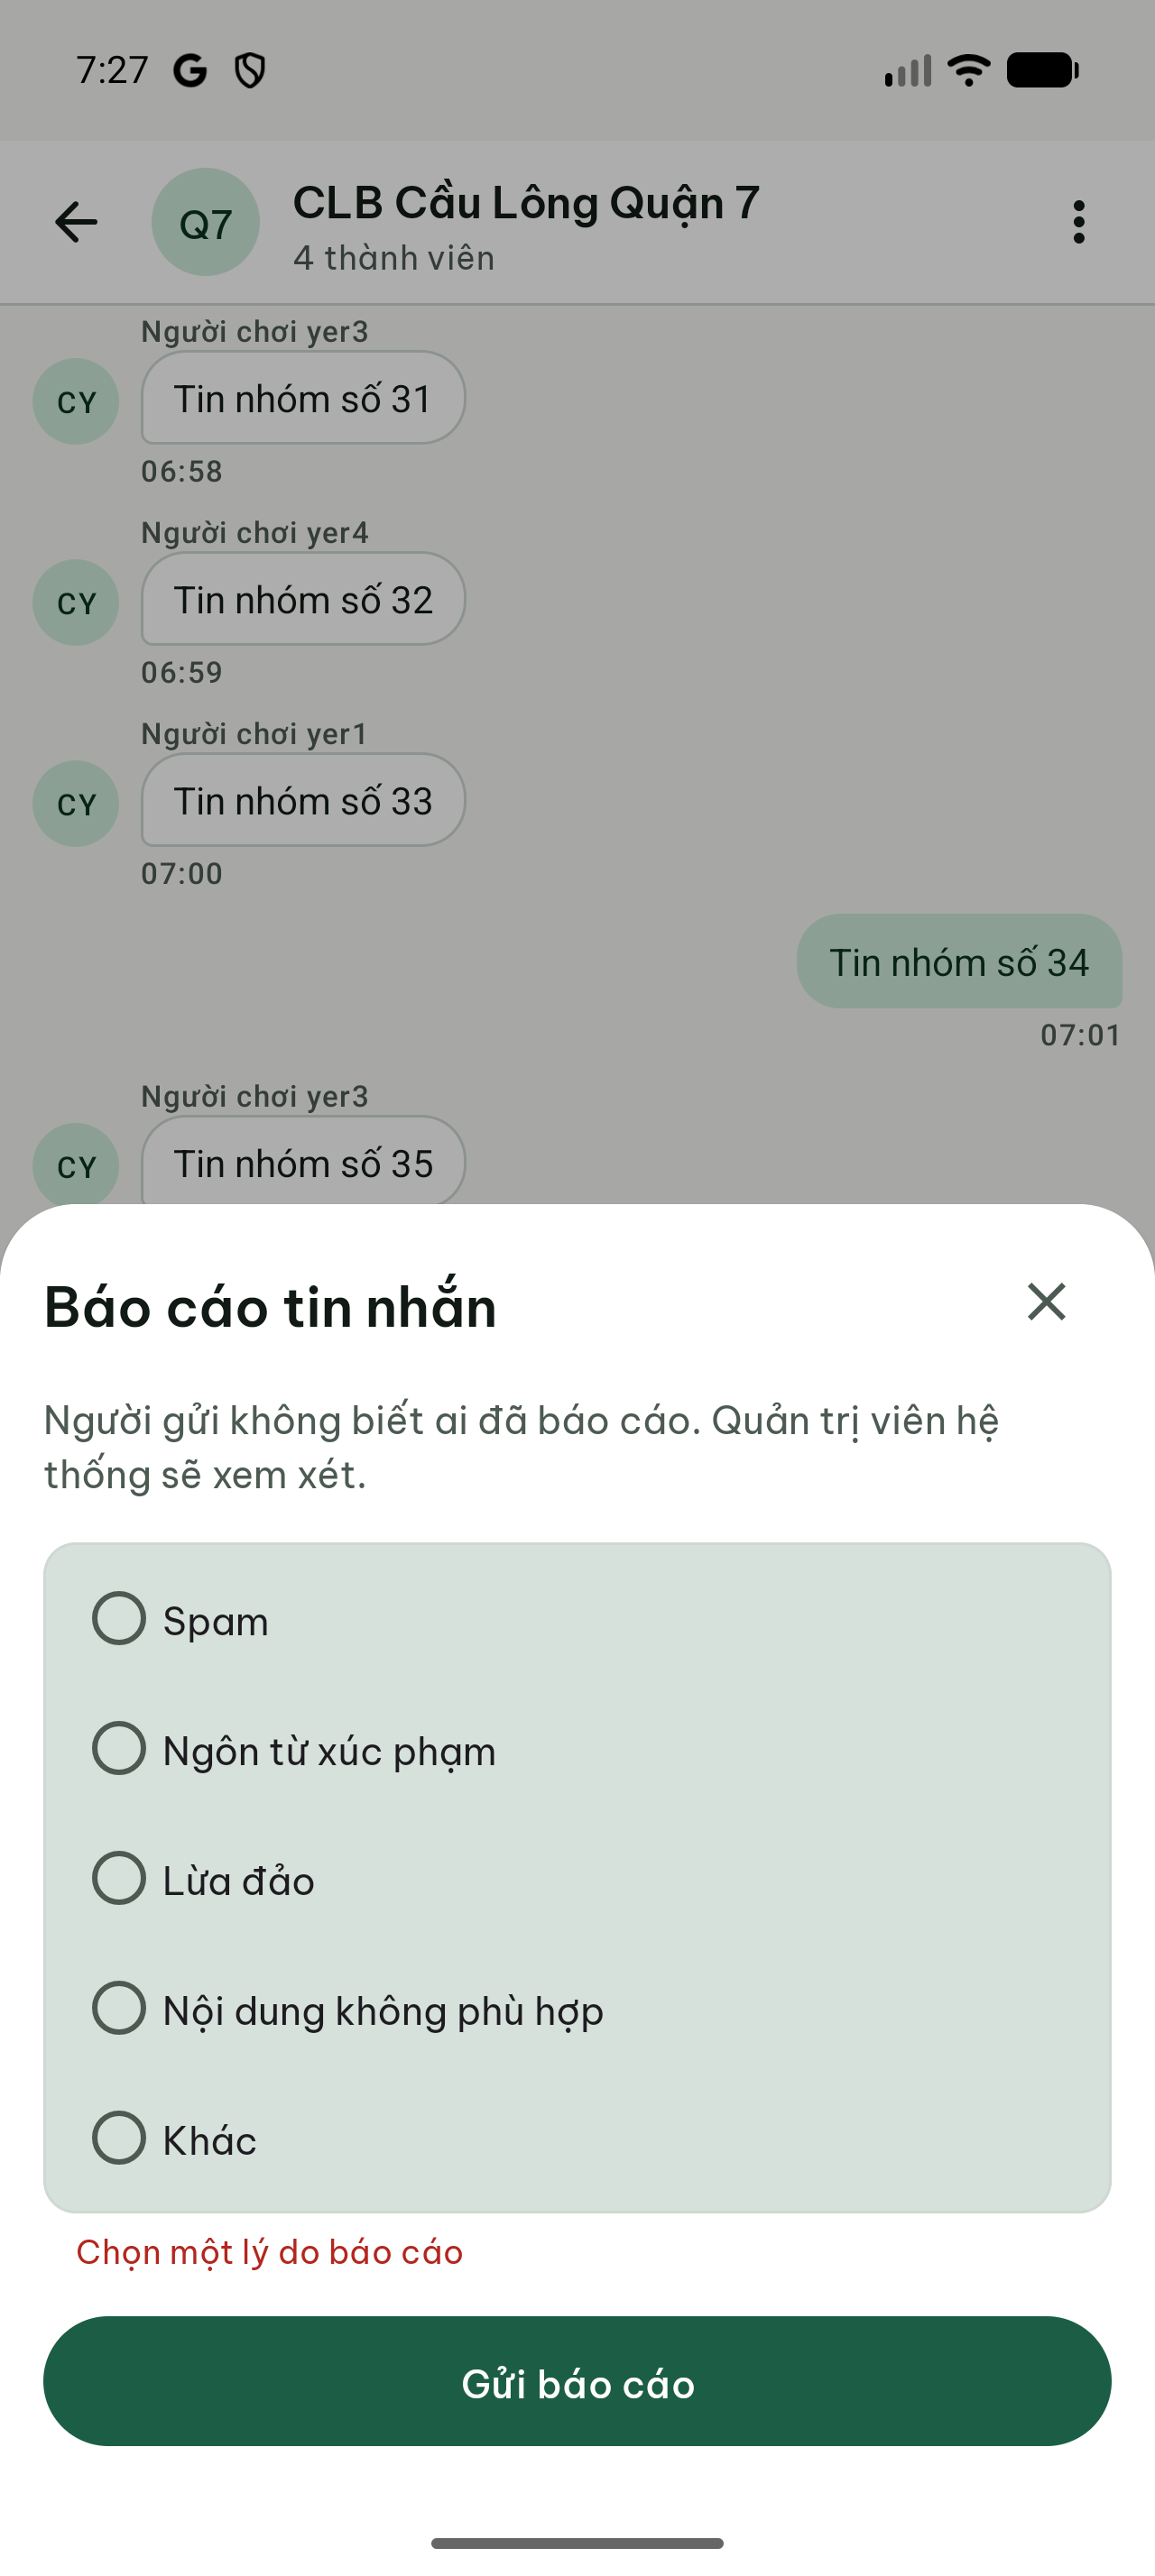 7:27
Q7
CLB Cầu Lông Quận 7
4 thành viên
Người chơi yer3
CY
Tin nhóm số 31
06:58
Người chơi yer4
CY
Tin nhóm số 32
06:59
Người chơi yer1
CY
Tin nhóm số 33
07:00
Tin nhóm số 34
07:01
Người chơi yer3
CY
Tin nhóm số 35
Báo cáo tin nhắn
Người gửi không biết ai đã báo cáo. Quản trị viên hệ
thống sẽ xem xét.
Spam
Ngôn từ xúc phạm
Lừa đảo
Nội dung không phù hợp
Khác
Chọn một lý do báo cáo
Gửi báo cáo